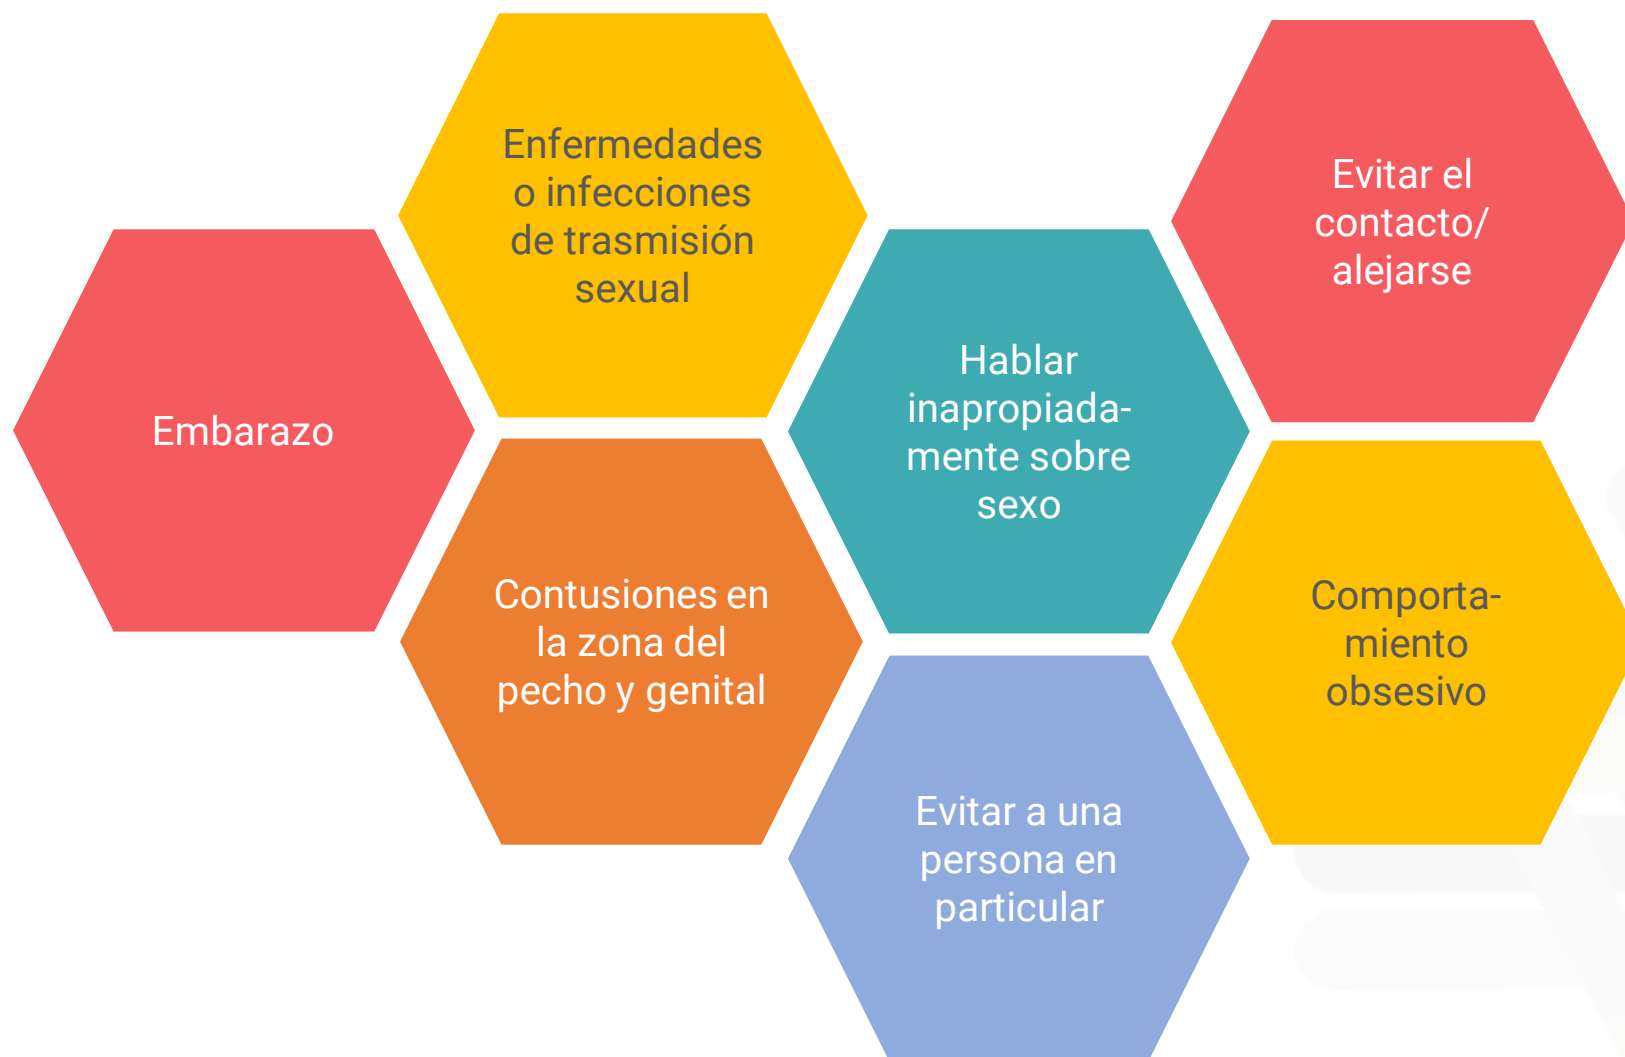 Embarazo
Enfermedades
o infecciones
de trasmisión
sexual
Contusiones en
la zona del
pecho y genital
Hablar
inapropiada-
mente sobre
sexo
Evitar a una
persona en
particular
Evitar el
contacto/
alejarse
Comporta-
miento
obsesivo